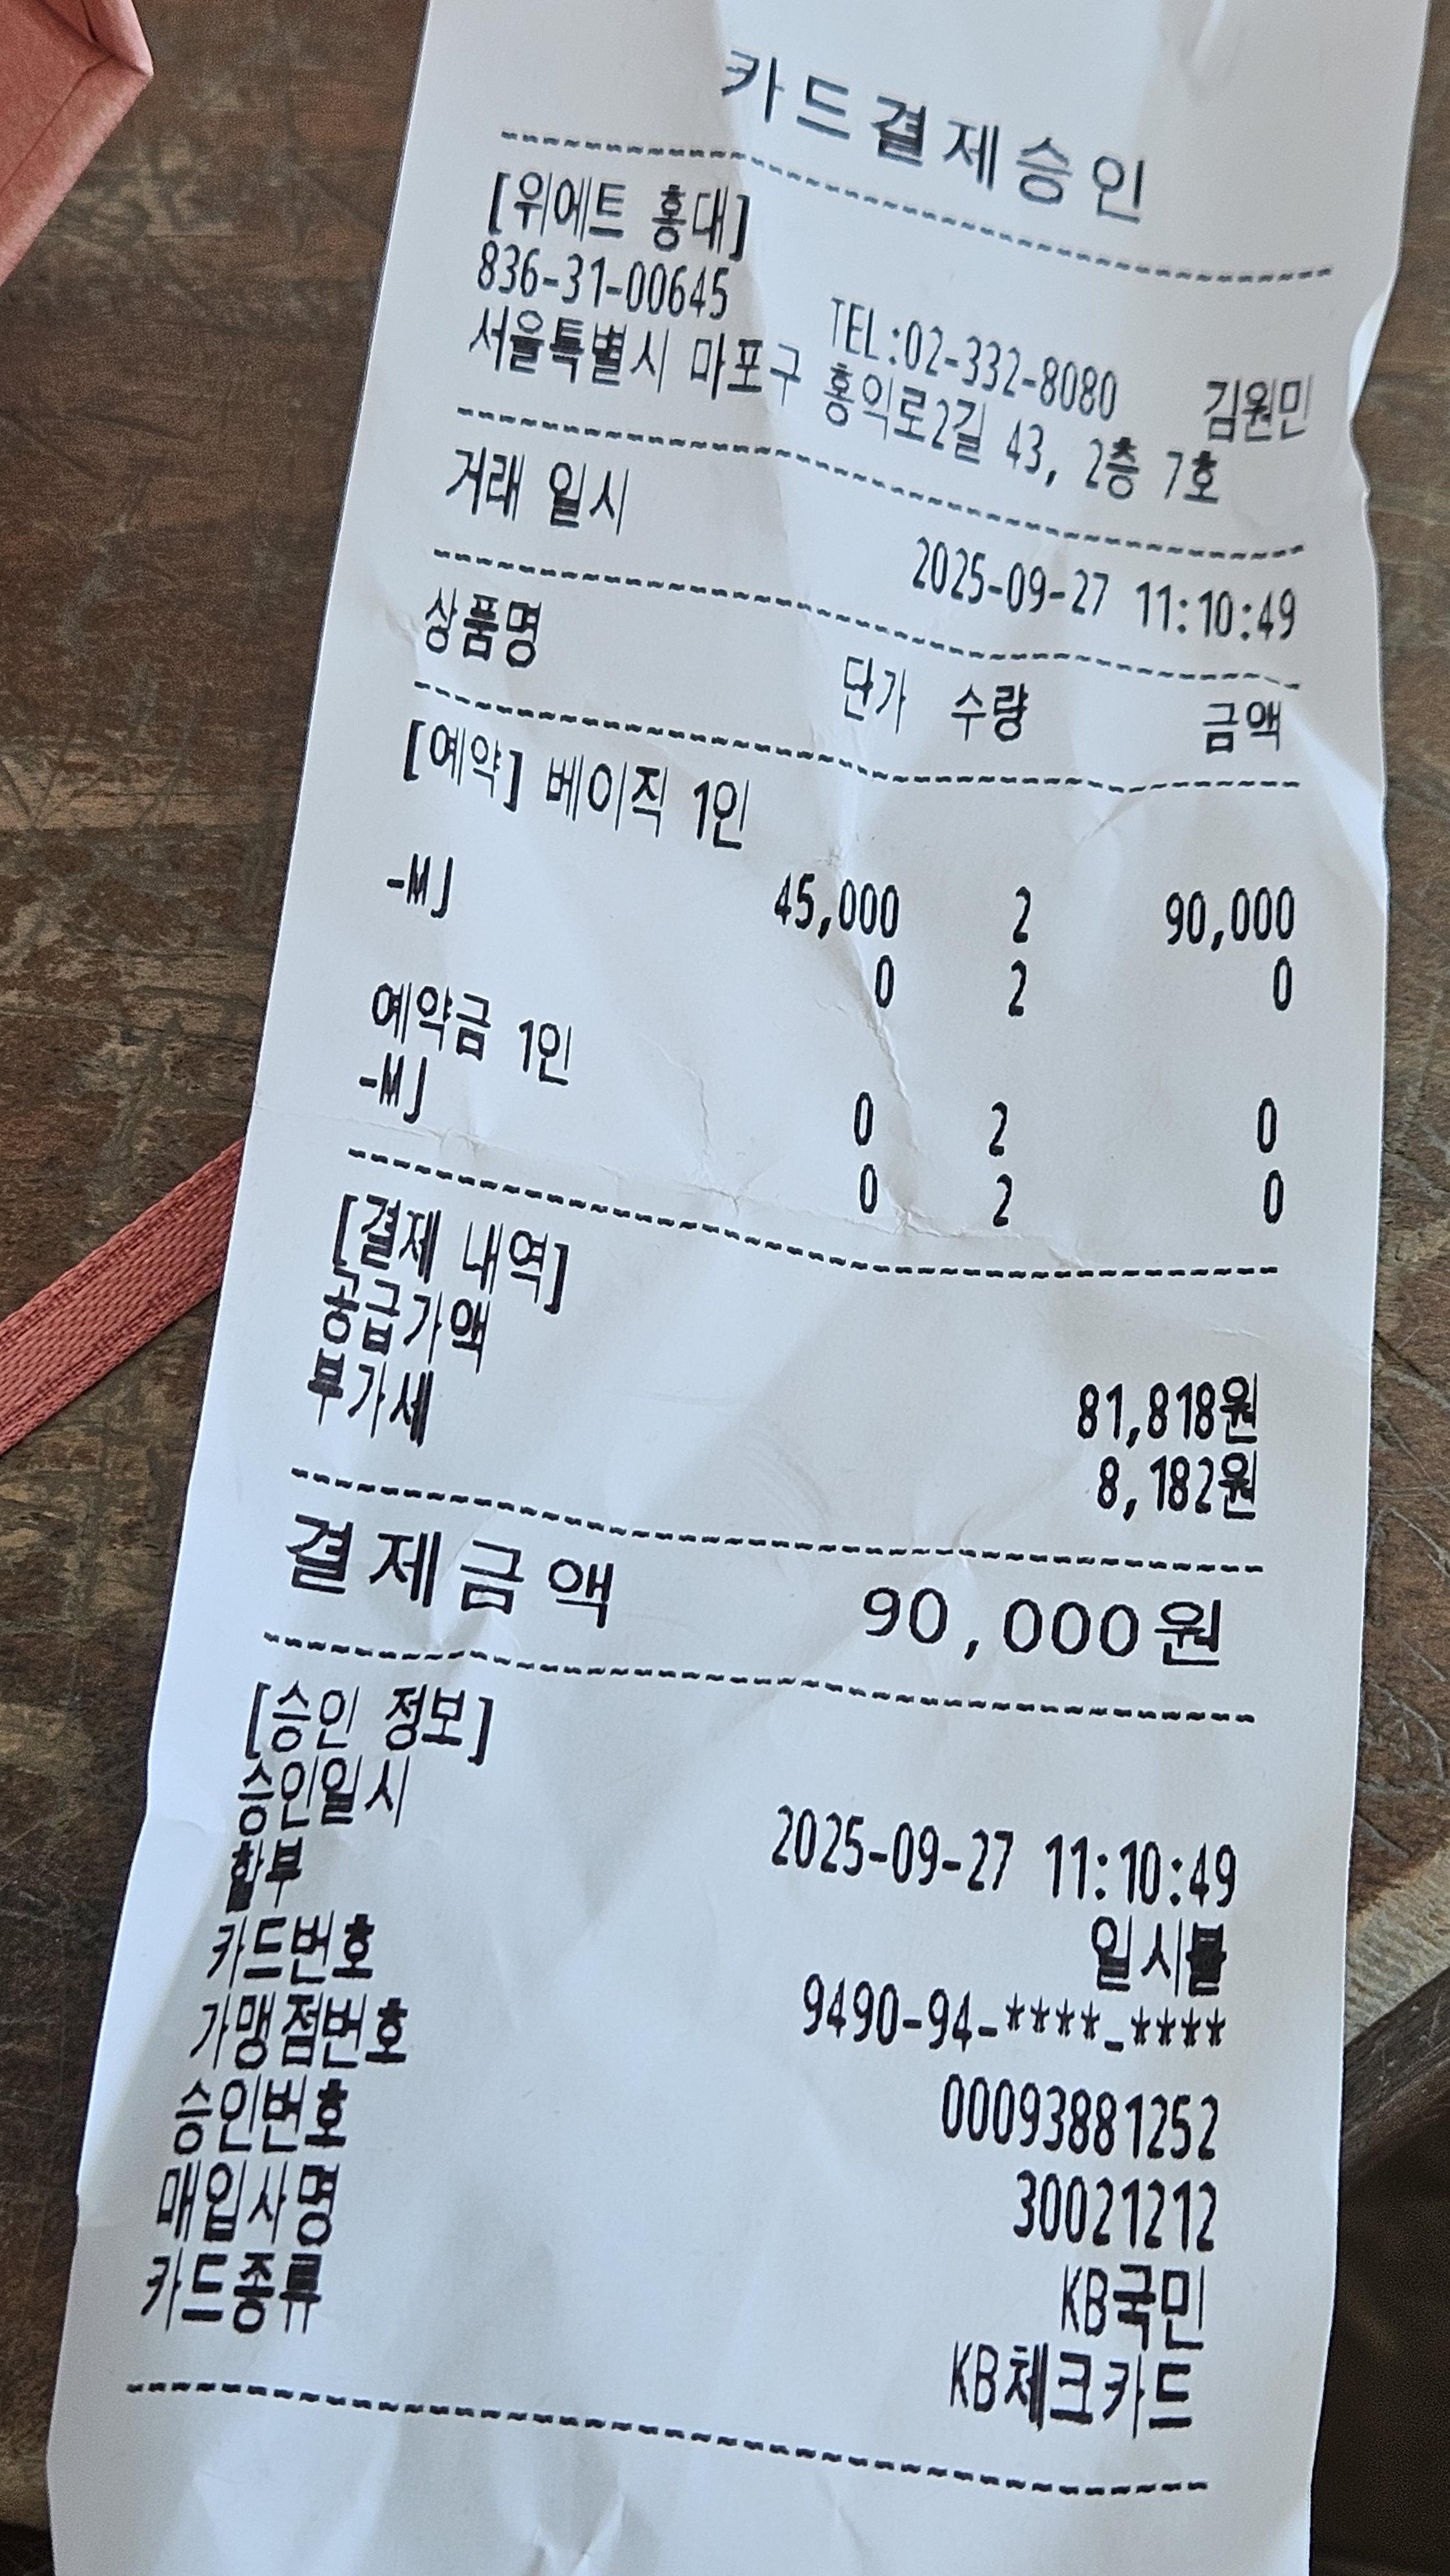 카드결제승인
[위에트 홍대]
836-31-00645 TEL:02-332-8080 김원민
서울특별시 마포구 홍익로2길 43, 2층 7호
거래 일시 2025-09-27 11:10:49
상품명 단가 수량 금액
[예약] 베이직 1인
45,000 2 90,000
-MJ 0 2 0
예약금 1인 0 2 0
-MJ 0 2 0
[결제 내역]
공급가액 81,818원
부가세 8,182원
결제금액 90,000원
[승인 정보]
승인일시 2025-09-27 11:10:49
할부 일시불
카드번호 9490-94-****-****
가맹점번호 00093881252
승인번호 30021212
매입사명 KB국민
카드종류 KB체크카드